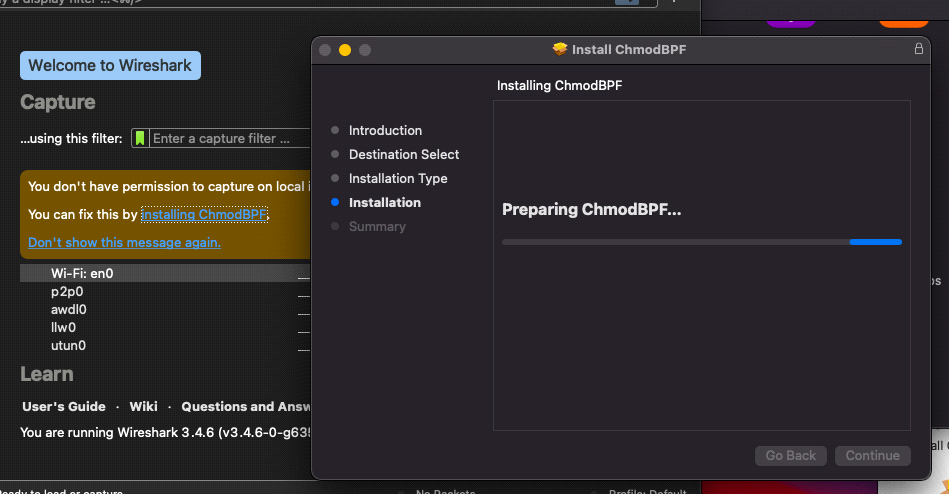 a display filter ... <⌘/>
Welcome to Wireshark
Capture
...using this filter:
Enter a capture filter ...
You don't have permission to capture on local
You can fix this by installing ChmodBPF.
Don't show this message again.
Wi-Fi: en0
p2p0
awdl0
llw0
utun0
Learn
User's Guide · Wiki · Questions and Answ
You are running Wireshark 3.4.6 (v3.4.6-0-g635
Ready to load or capture
No Packets
Profile: Default
Install ChmodBPF
Installing ChmodBPF
Introduction
Destination Select
Installation Type
Installation
Summary
Preparing ChmodBPF...
Go Back
Continue